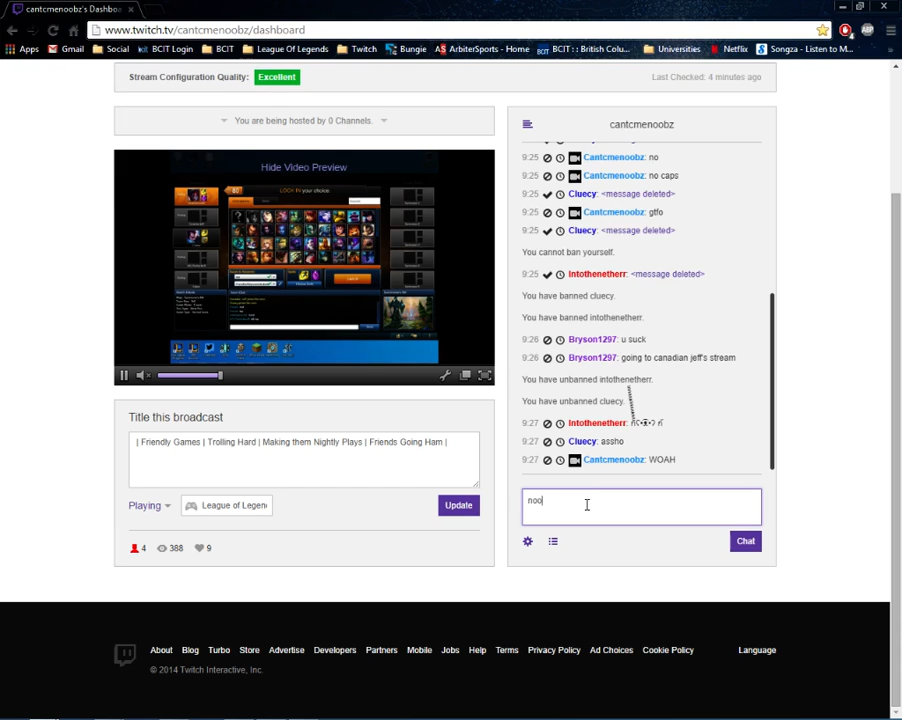 cantcmenoobz's Dashboa
www.twitch.tv/cantcmenoobz/dashboard
Apps Gmail Social BCIT Login BCIT League Of Legends Twitch Bungie ArbiterSports - Home BCIT : : : British Colu... Universities Netflix Songza - Listen to M...
Stream Configuration Quality: Excellent
Last Checked: 4 minutes ago
You are being hosted by 0 Channels.
Hide Video Preview
LOCK IN your choice.
Title this broadcast
| Friendly Games | Trolling Hard | Making them Nightly Plays | Friends Going Ham |
Playing League of Legen Update
4 388 9
cantcmenoobz
9:25 Cantcmenoobz: no
9:25 Cantcmenoobz: no caps
9:25 Cluecy: <message deleted>
9:25 Cantcmenoobz: gtfo
9:25 Cluecy: <message deleted>
You cannot ban yourself.
9:25 Intothenetherr: <message deleted>
You have banned cluecy.
You have banned intothenetherr.
9:26 Bryson1297: u suck
9:26 Bryson1297: going to canadian jeff's stream
You have unbanned intothenetherr.
You have unbanned cluecy.
9:27 Intothenetherr:
9:27 Cluecy: assho
9:27 Cantcmenoobz: WOAH
noo
Chat
About Blog Turbo Store Advertise Developers Partners Mobile Jobs Help Terms Privacy Policy Ad Choices Cookie Policy Language
© 2014 Twitch Interactive, Inc.